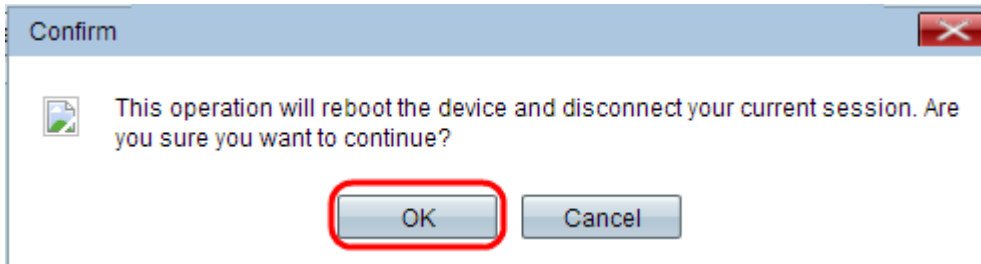 Confirm
This operation will reboot the device and disconnect your current session. Are
you sure you want to continue?
OK
Cancel